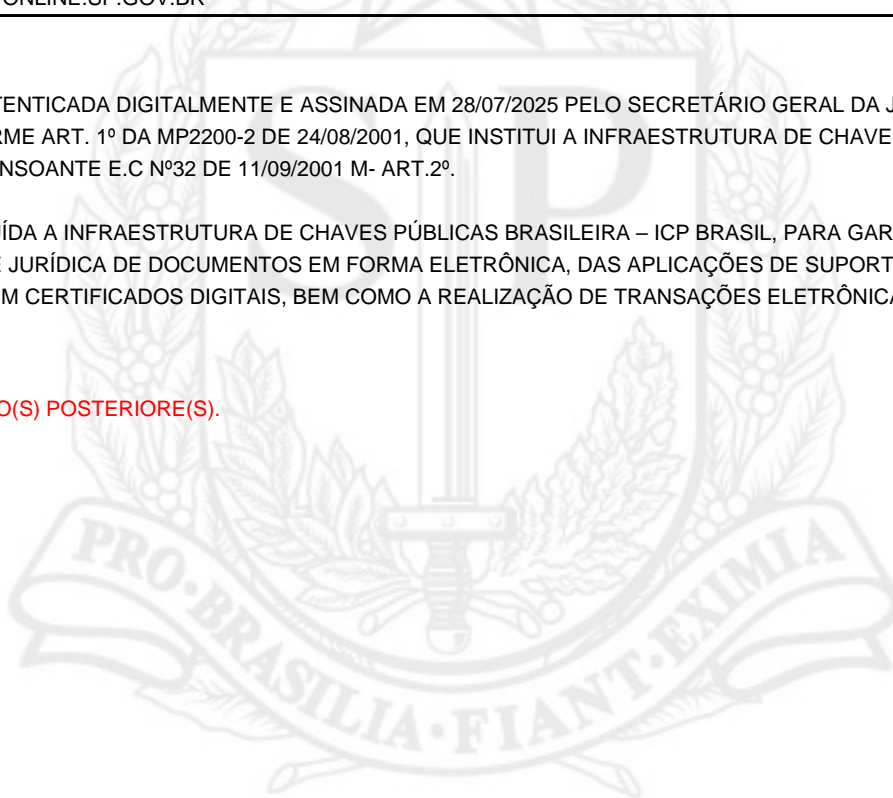 ONLINE.SP.GOV.BR
TENTICADA DIGITALMENTE E ASSINADA EM 28/07/2025 PELO SECRETÁRIO GERAL DA J
RME ART. 1º DA MP2200-2 DE 24/08/2001, QUE INSTITUI A INFRAESTRUTURA DE CHAVE
NSOANTE E.C Nº32 DE 11/09/2001 M- ART.2º.
UÍDA A INFRAESTRUTURA DE CHAVES PÚBLICAS BRASILEIRA – ICP BRASIL, PARA GAR
E JURÍDICA DE DOCUMENTOS EM FORMA ELETRÔNICA, DAS APLICAÇÕES DE SUPORT
M CERTIFICADOS DIGITAIS, BEM COMO A REALIZAÇÃO DE TRANSAÇÕES ELETRÔNICA
O(S) POSTERIORE(S).
SP
PRO·BRASILIA·FIANT·EXIMIA